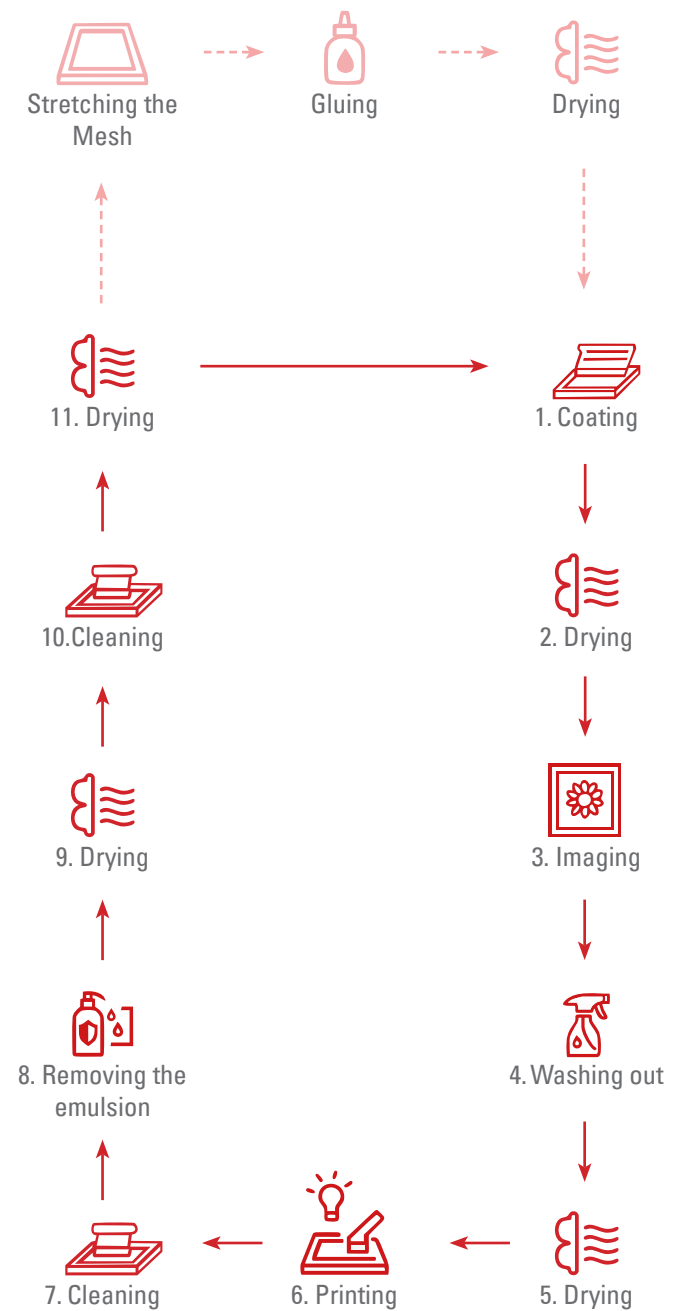 Stretching the
Mesh
Gluing
Drying
11. Drying
1. Coating
10.Cleaning
2. Drying
9. Drying
3. Imaging
8. Removing the
emulsion
4. Washing out
7. Cleaning
6. Printing
5. Drying